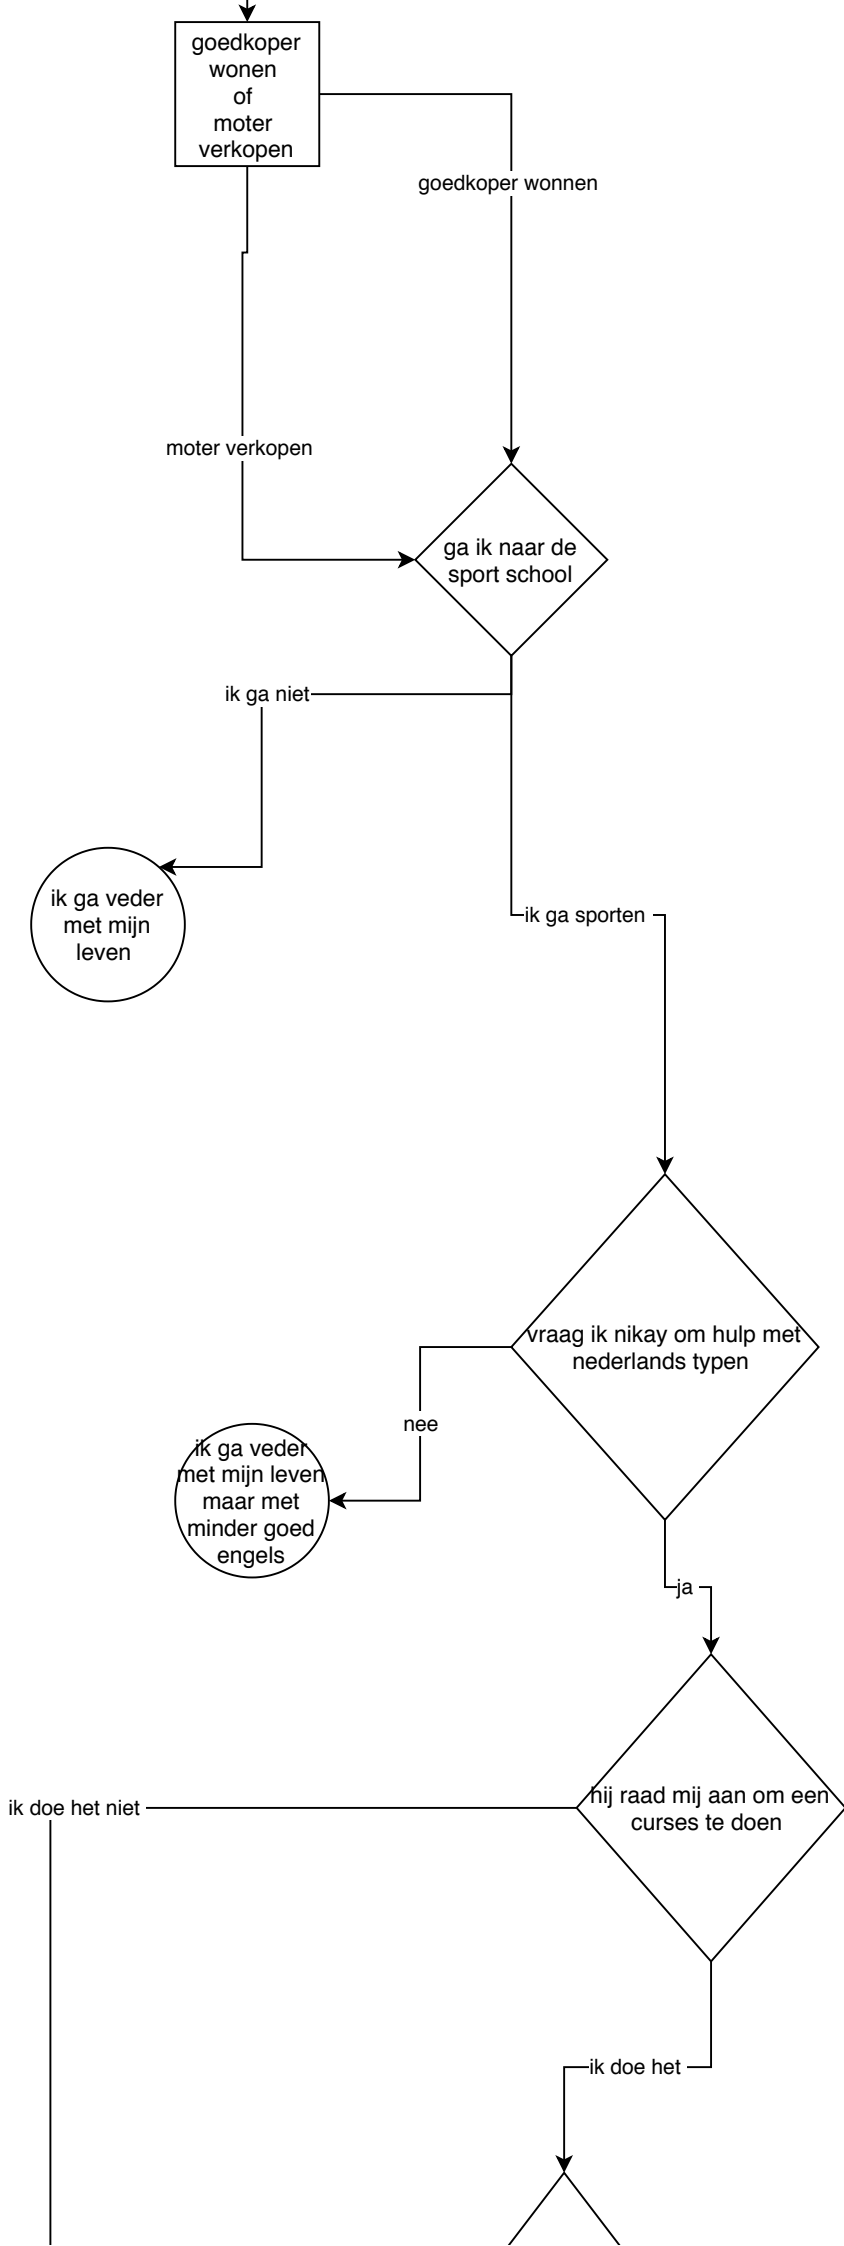 goedkoper
wonen
of
moter
verkopen
goedkoper wonnen
moter verkopen
ga ik naar de
sport school
ik ga niet
ik ga veder
met mijn
leven
ik ga sporten
vraag ik nikay om hulp met
nederlands typen
nee
ik ga veder
met mijn leven
maar met
minder goed
engels
ja
hij raad mij aan om een
curses te doen
ik doe het niet
ik doe het